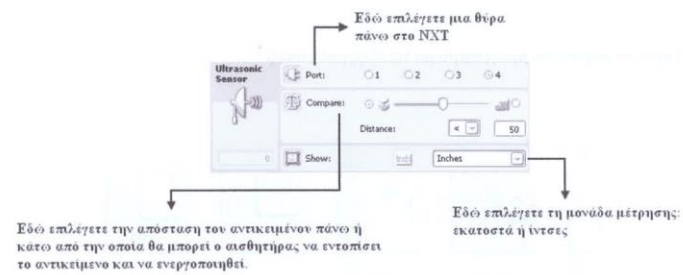 Εδώ επιλέγετε μια θύρα
πάνω στο NXT
Ultrasonic
Sensor
Port:
1 2 3 4
Compare:
Distance:
< 50
0
Show:
Inches
Εδώ επιλέγετε τη μονάδα μέτρησης:
εκατοστά ή ίντσες
Εδώ επιλέγετε την απόσταση του αντικειμένου πάνω ή
κάτω από την οποία θα μπορεί ο αισθητήρας να εντοπίσει
το αντικείμενο και να ενεργοποιηθεί.